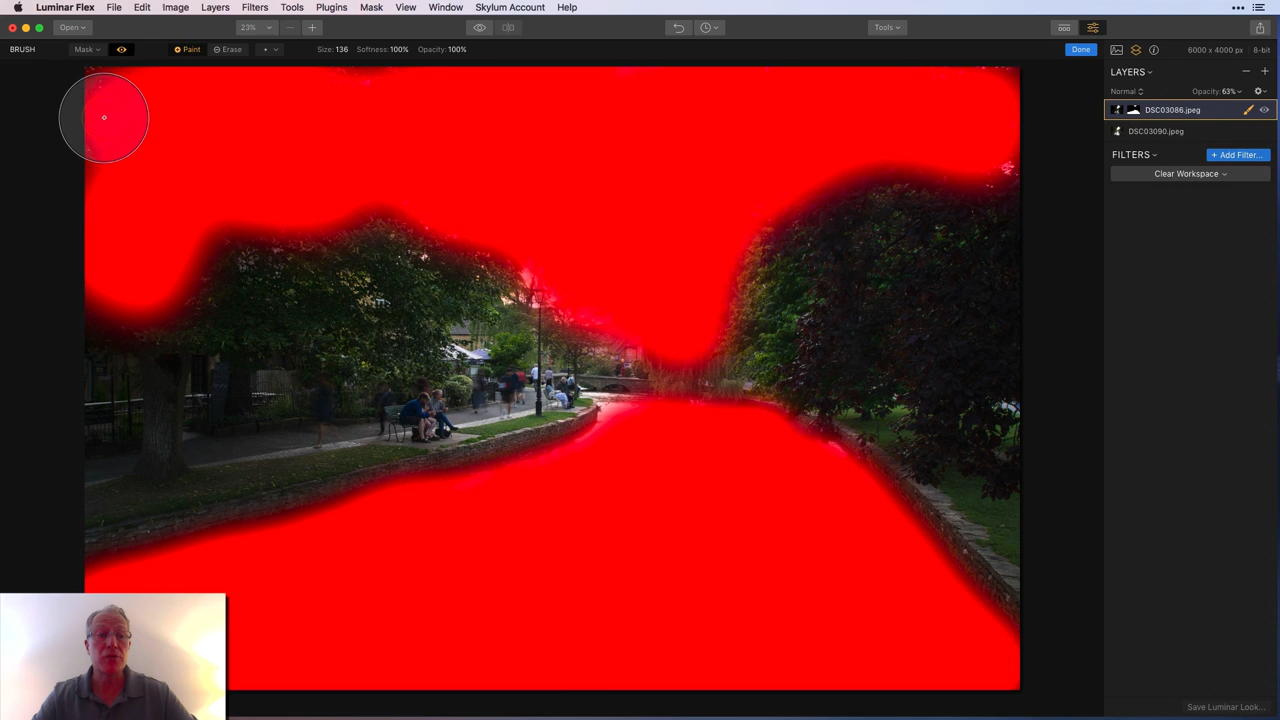 Luminar Flex File Edit Image Layers Filters Tools Plugins Mask View Window Skylum Account Help
Open 23% Tools
BRUSH Mask Paint Erase Size: 136 Softness: 100% Opacity: 100% Done 6000 x 4000 px 8-bit
LAYERS
Normal Opacity: 63%
DSC03086.jpeg
DSC03090.jpeg
FILTERS + Add Filter...
Clear Workspace
Save Luminar Look...